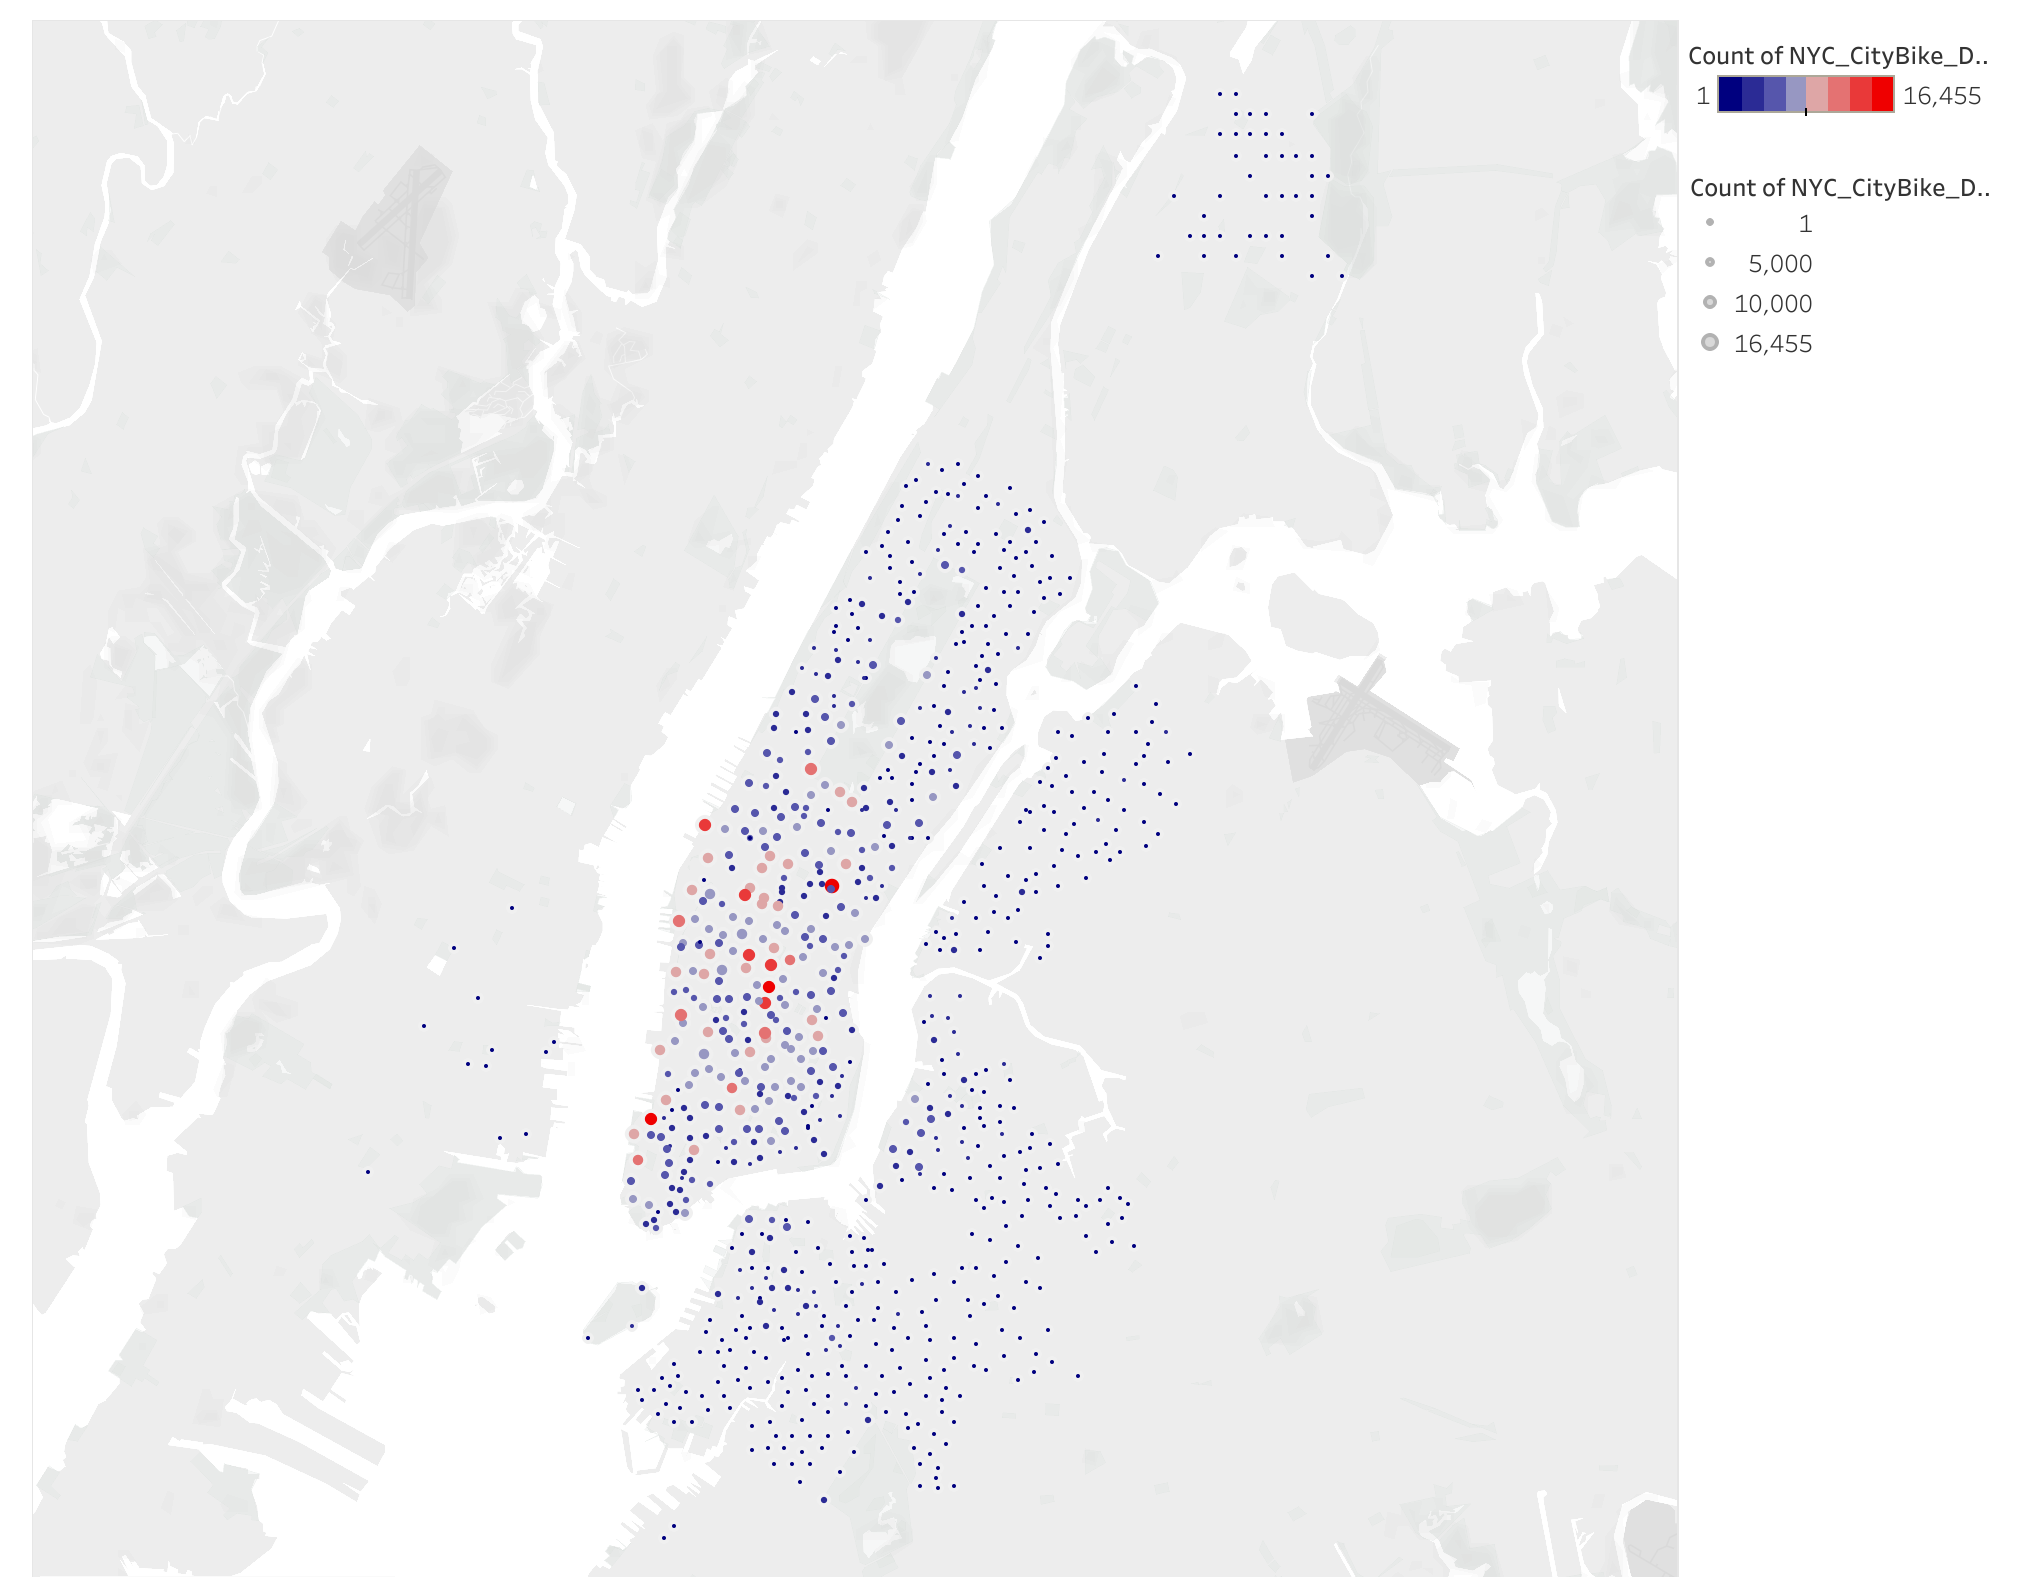 Count of NYC_CityBike_D..
1 16,455
Count of NYC_CityBike_D..
1
5,000
10,000
16,455